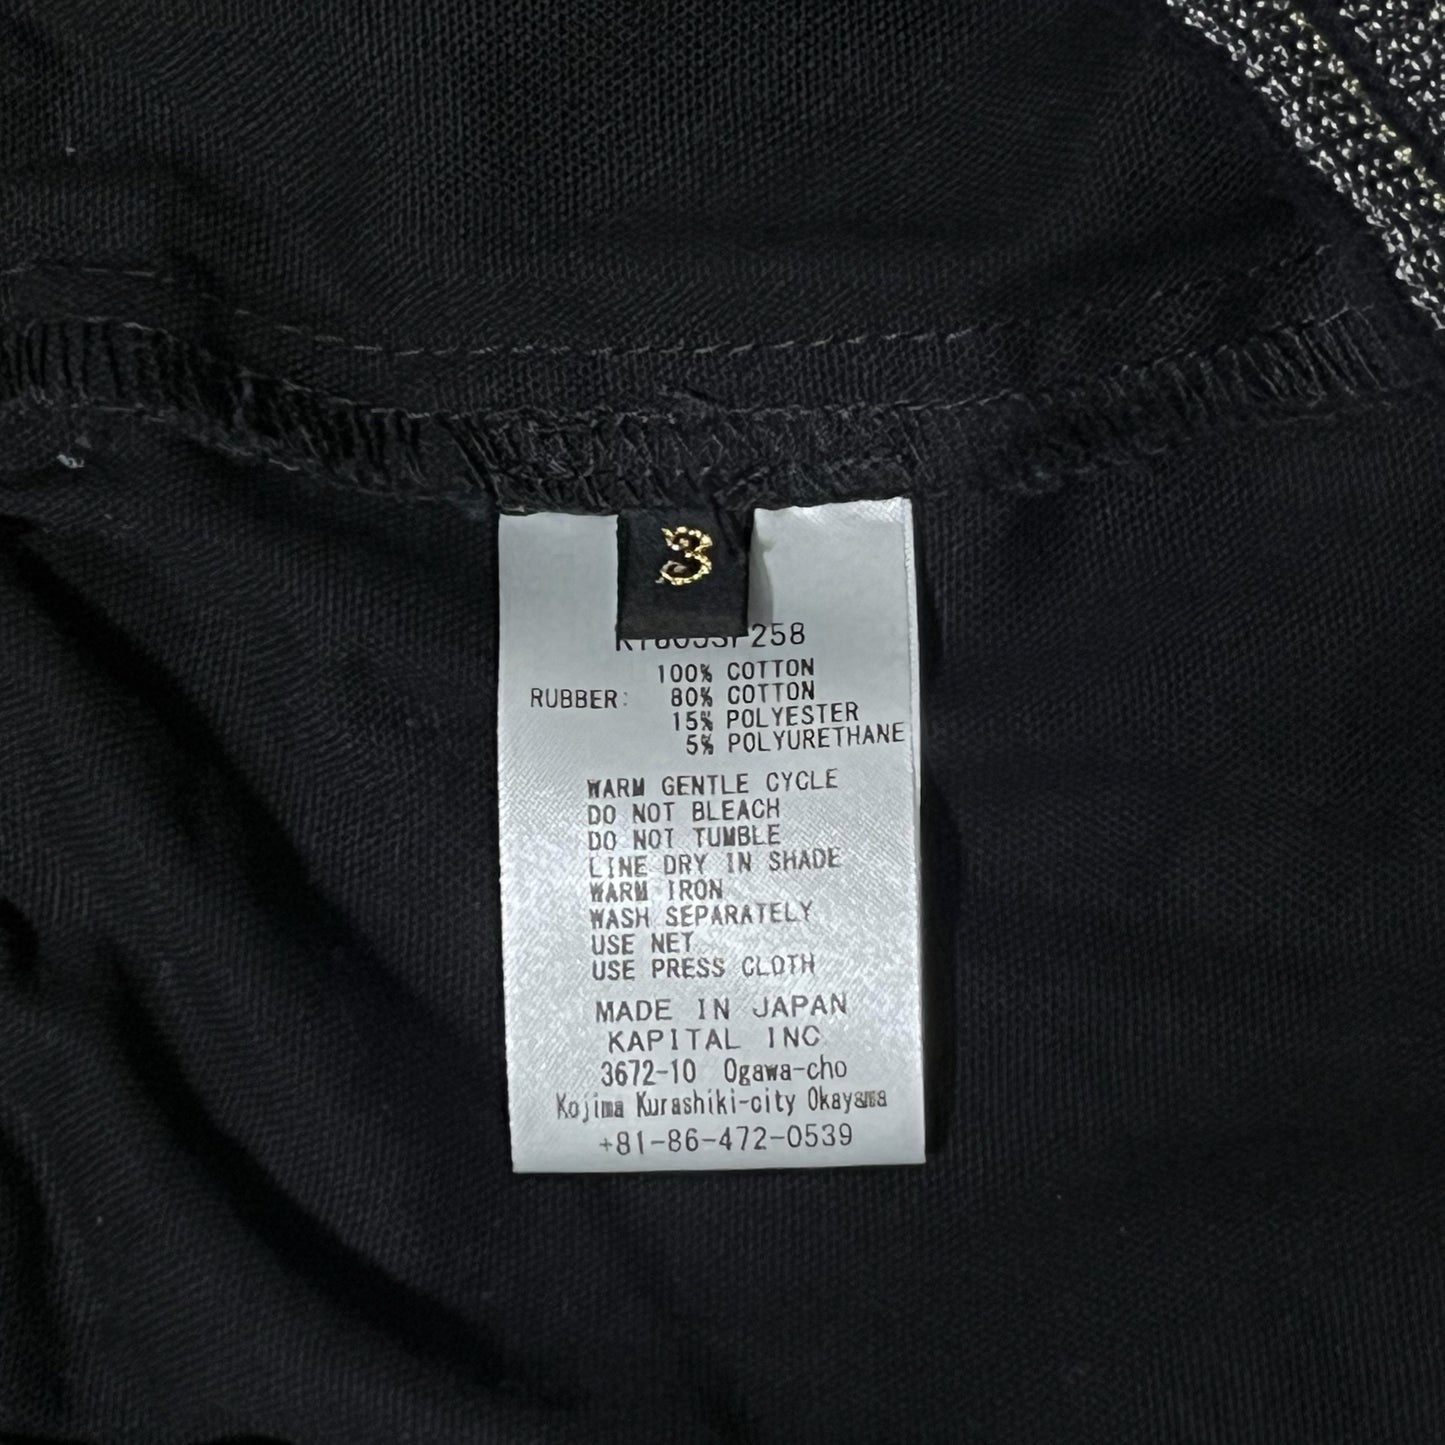 3
258
100% COTTON
RUBBER: 80% COTTON
15% POLYESTER
5% POLYURETHANE
WARM GENTLE CYCLE
DO NOT BLEACH
DO NOT TUMBLE
LINE DRY IN SHADE
WARM IRON
WASH SEPARATELY
USE NET
USE PRESS CLOTH
MADE IN JAPAN
KAPITAL INC.
3672-10 Ogawa-cho
Kojima Kurashiki-city Okayama
+81-86-472-0539